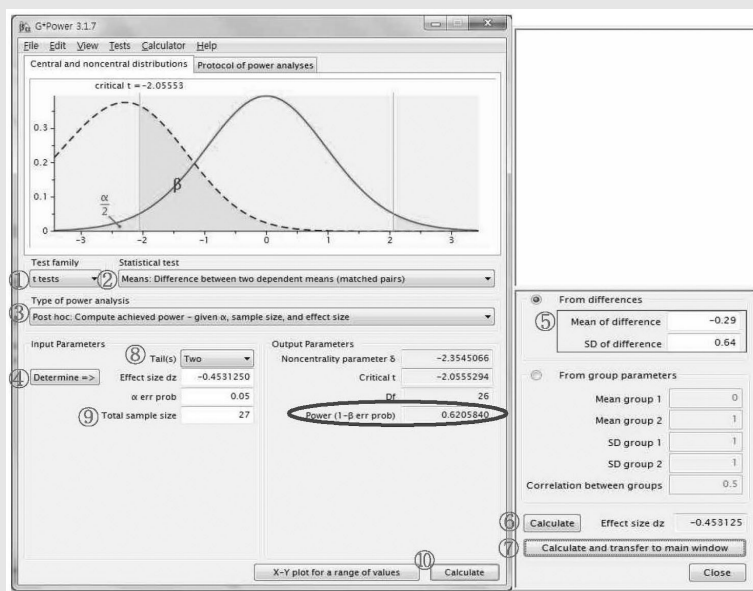 G*Power 3.1.7
File Edit View Tests Calculator Help
Central and noncentral distributions Protocol of power analyses
critical t = -2.05553
0.3
0.2
0.1
0
β
α
2
-3 -2 -1 0 1 2 3
Test family Statistical test
① t tests ② Means: Difference between two dependent means (matched pairs)
Type of power analysis
③ Post hoc: Compute achieved power – given α, sample size, and effect size
Input Parameters Output Parameters
⑧ Tail(s) Two Noncentrality parameter δ -2.3545066
④ Determine => Effect size dz -0.4531250 Critical t -2.0555294
α err prob 0.05 Df 26
⑨ Total sample size 27 Power (1-β err prob) 0.6205840
X-Y plot for a range of values ⑩ Calculate
From differences
⑤ Mean of difference -0.29
SD of difference 0.64
From group parameters
Mean group 1 0
Mean group 2 1
SD group 1 1
SD group 2 1
Correlation between groups 0.5
⑥ Calculate Effect size dz -0.453125
⑦ Calculate and transfer to main window
Close